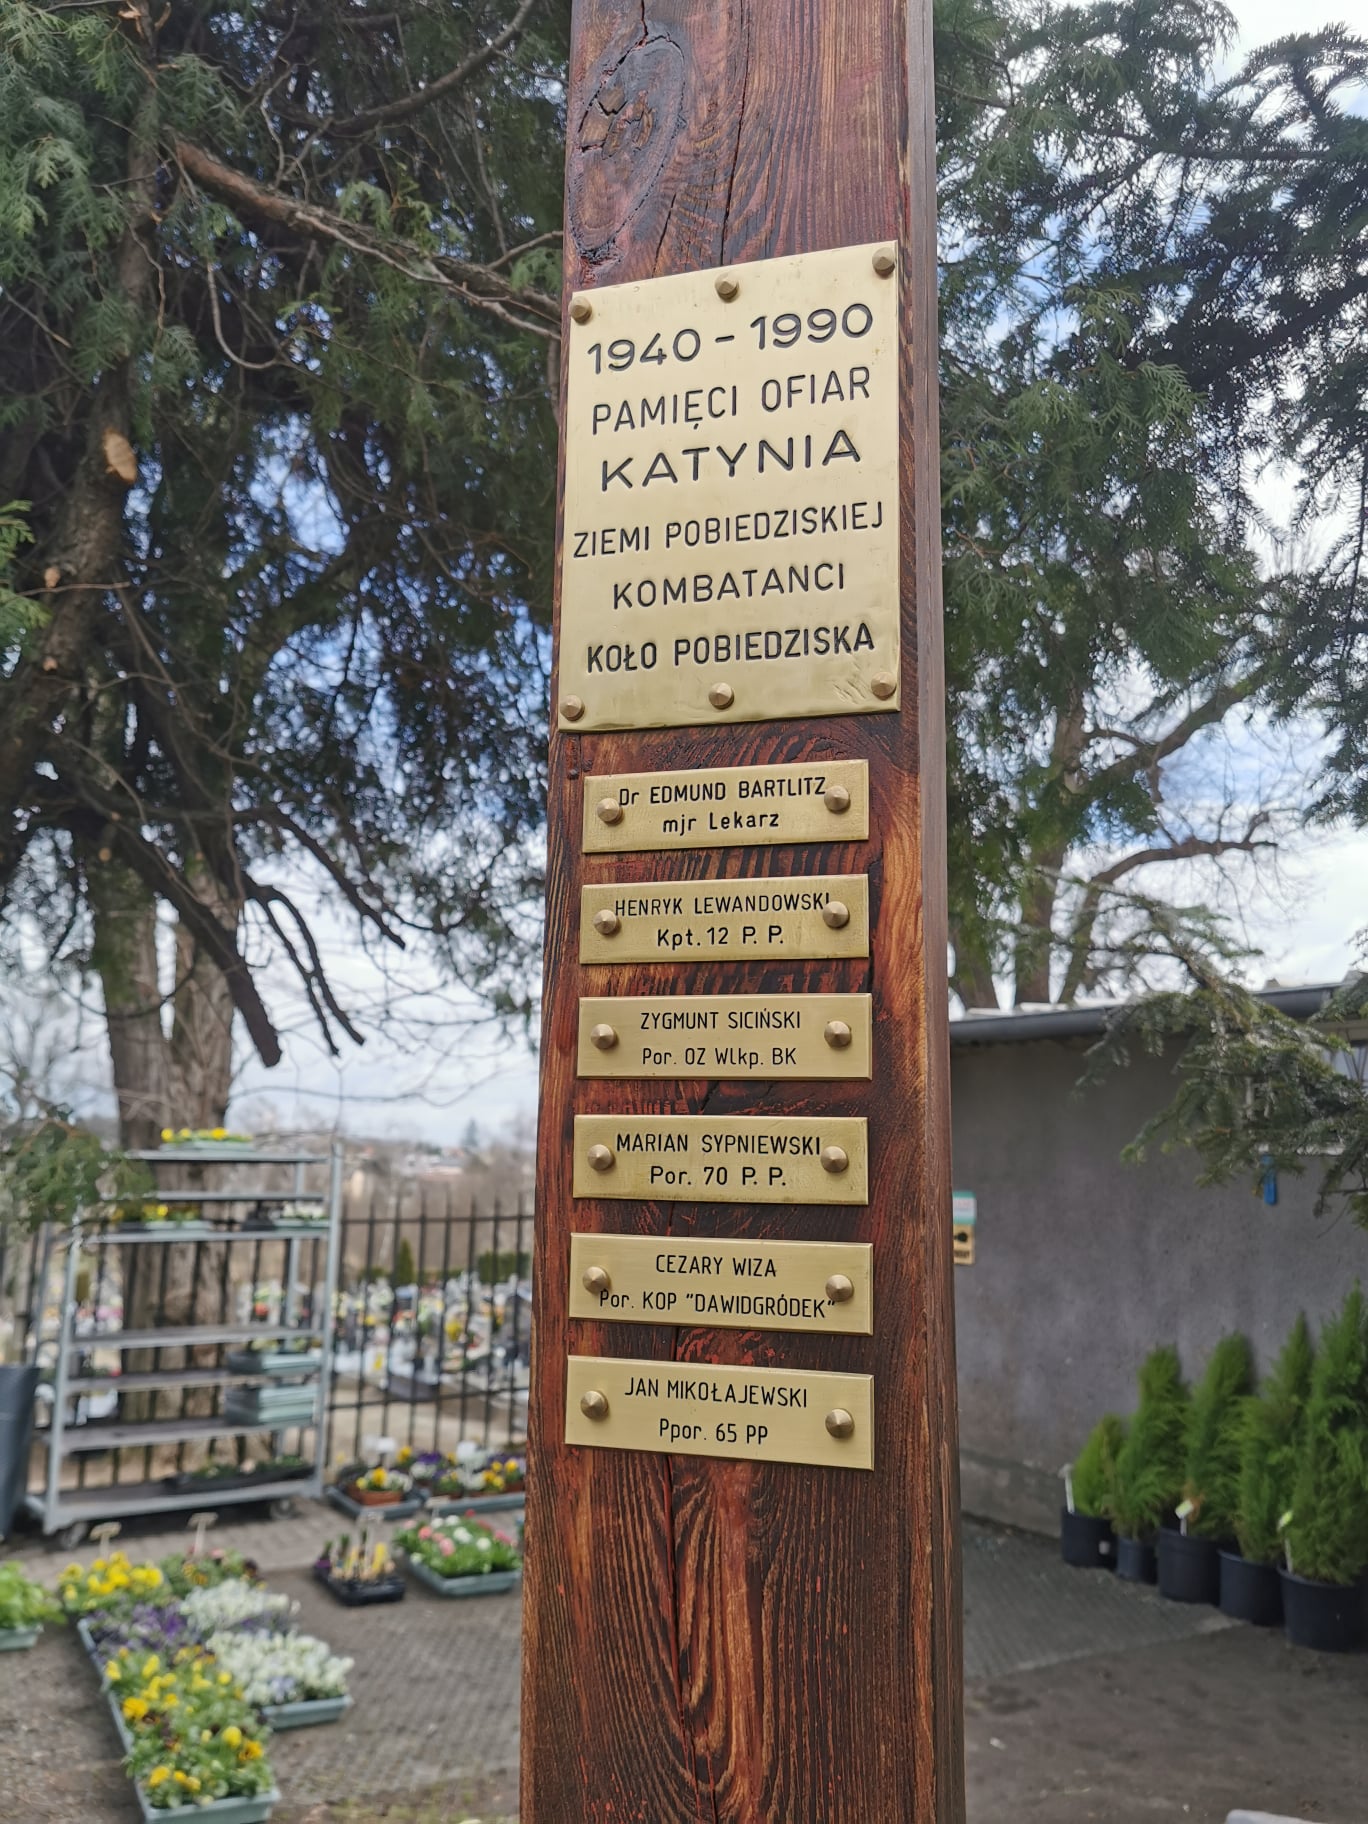 1940 - 1990
PAMIĘCI OFIAR
KATYNIA
ZIEMI POBIEDZISKIEJ
KOMBATANCI
KOŁO POBIEDZISKA
Dr EDMUND BARTLITZ
mjr Lekarz
HENRYK LEWANDOWSKI
Kpt. 12 P. P.
ZYGMUNT SICIŃSKI
Por. OZ Wlkp. BK
MARIAN SYPNIEWSKI
Por. 70 P. P.
CEZARY WIZA
Por. KOP "DAWIDGRÓDEK"
JAN MIKOŁAJEWSKI
Ppor. 65 PP